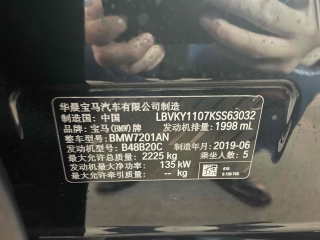 华晨宝马汽车有限公司制造
制造国: 中国 LBVKY1107KSS63032
品牌: 宝马(BMW)牌 发动机排量: 1998 mL
整车型号: BMW7201AN
发动机型号: B48B20C 制造年月: 2019-06
最大允许总质量: 2225 kg 乘坐人数: 5
发动机最大净功率: 135 kW
最大允许牵引质量: -- kg